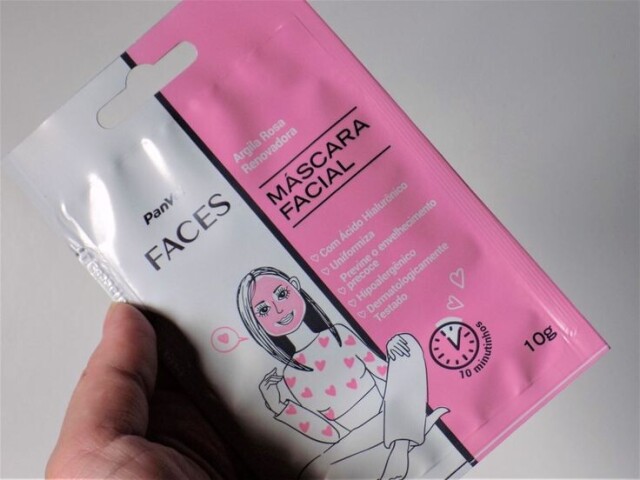 PanV
FACES
Argila Rosa
Renovadora
MÁSCARA
FACIAL
Com Ácido Hialurônico
Uniformiza
Previne o envelhecimento
precoce
Hipoalergênico
Dermatologicamente
Testado
10 minutinhos
10g